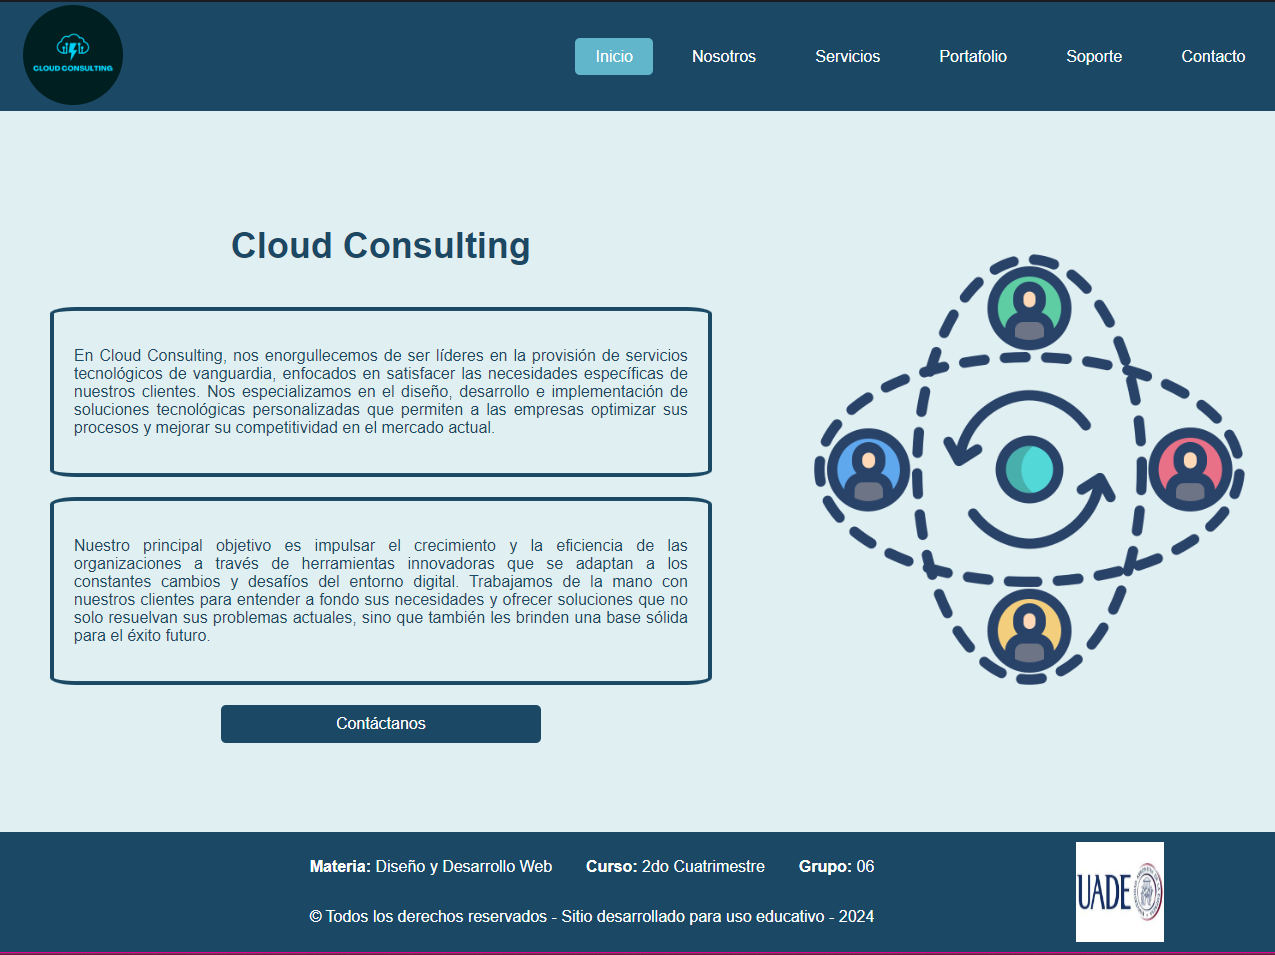 CLOUD CONSULTING
Inicio
Nosotros
Servicios
Portafolio
Soporte
Contacto
Cloud Consulting
En Cloud Consulting, nos enorgullecemos de ser líderes en la provisión de servicios
tecnológicos de vanguardia, enfocados en satisfacer las necesidades específicas de
nuestros clientes. Nos especializamos en el diseño, desarrollo e implementación de
soluciones tecnológicas personalizadas que permiten a las empresas optimizar sus
procesos y mejorar su competitividad en el mercado actual.
Nuestro principal objetivo es impulsar el crecimiento y la eficiencia de las
organizaciones a través de herramientas innovadoras que se adaptan a los
constantes cambios y desafíos del entorno digital. Trabajamos de la mano con
nuestros clientes para entender a fondo sus necesidades y ofrecer soluciones que no
solo resuelvan sus problemas actuales, sino que también les brinden una base sólida
para el éxito futuro.
Contáctanos
Materia: Diseño y Desarrollo Web
Curso: 2do Cuatrimestre
Grupo: 06
© Todos los derechos reservados - Sitio desarrollado para uso educativo - 2024
UADE